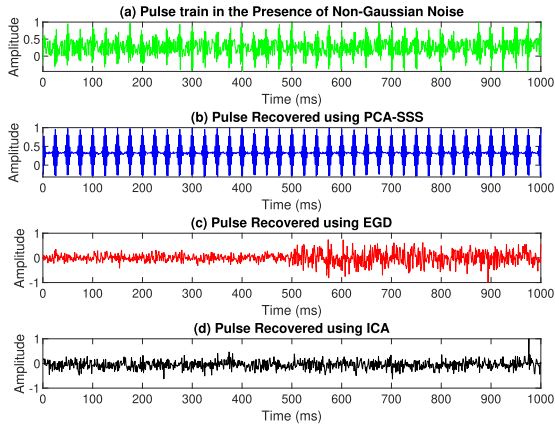 (a) Pulse train in the Presence of Non-Gaussian Noise
Amplitude
1
0.5
0
0 100 200 300 400 500 600 700 800 900 1000
Time (ms)
(b) Pulse Recovered using PCA-SSS
Amplitude
1
0.5
0
0 100 200 300 400 500 600 700 800 900 1000
Time (ms)
(c) Pulse Recovered using EGD
Amplitude
1
0
-1
0 100 200 300 400 500 600 700 800 900 1000
Time (ms)
(d) Pulse Recovered using ICA
Amplitude
1
0
-1
0 100 200 300 400 500 600 700 800 900 1000
Time (ms)